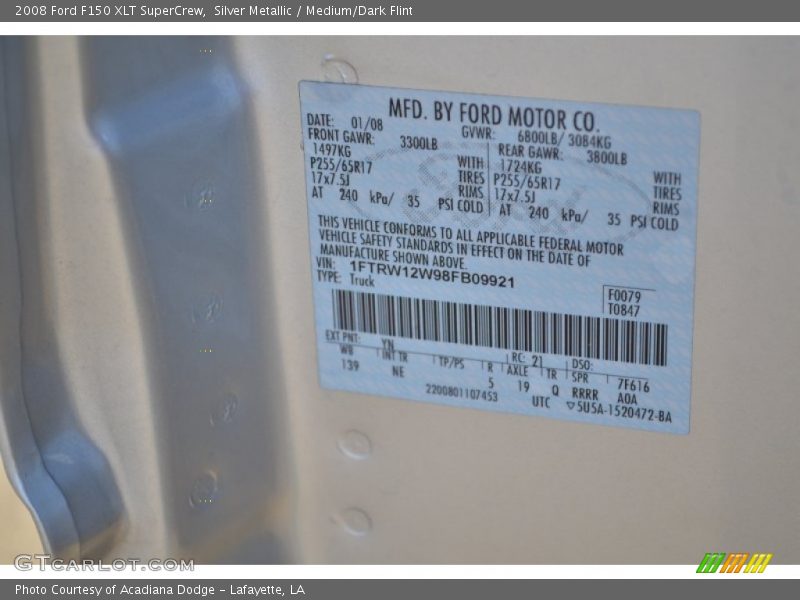 2008 Ford F150 XLT SuperCrew,  Silver Metallic / Medium/Dark Flint
MFD. BY FORD MOTOR CO.
DATE: 01/08 GVWR: 6800LB/ 3084KG
FRONT GAWR: 3300LB REAR GAWR: 3800LB
1497KG WITH 1724KG WITH
P255/65R17 TIRES P255/65R17 TIRES
17x7.5J RIMS 17x7.5J RIMS
AT 240 kPa/ 35 PSI COLD AT 240 kPa/ 35 PSI COLD
THIS VEHICLE CONFORMS TO ALL APPLICABLE FEDERAL MOTOR
VEHICLE SAFETY STANDARDS IN EFFECT ON THE DATE OF
MANUFACTURE SHOWN ABOVE.
VIN: 1FTRW12W98FB09921
TYPE: Truck
F0079
T0847
EXT PNT: YN RC: 21 DSO:
WB INT TR TP/PS R AXLE TR SPR 7F616
139 NE 5 19 Q RRRR A0A
2200801107453 UTC ▽5U5A-1520472-BA
GTcarlot.com
Photo Courtesy of Acadiana Dodge - Lafayette, LA